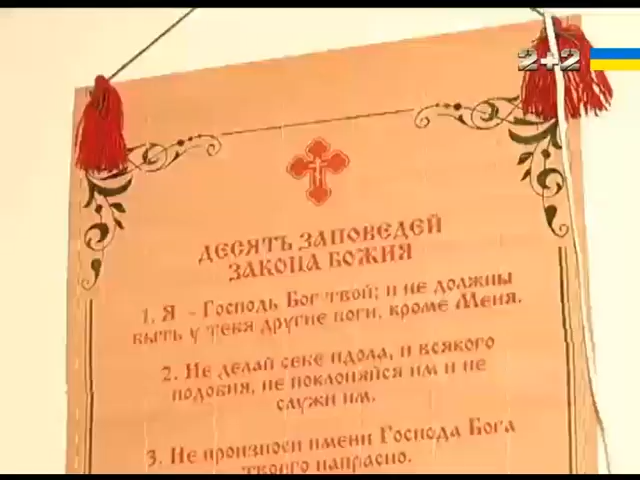 2+2
ДЕСЯТЬ ЗАПОВЕДЕЙ
ЗАКОНА БОЖИЯ
1. Я - Господь Бог твой; и не должны
быть у тебя другие боги, кроме Меня.
2. Не делай себе идола, и всякого
подобия, не поклоняйся им и не
служи им.
3. Не произноси имени Господа Бога
твоего напрасно.